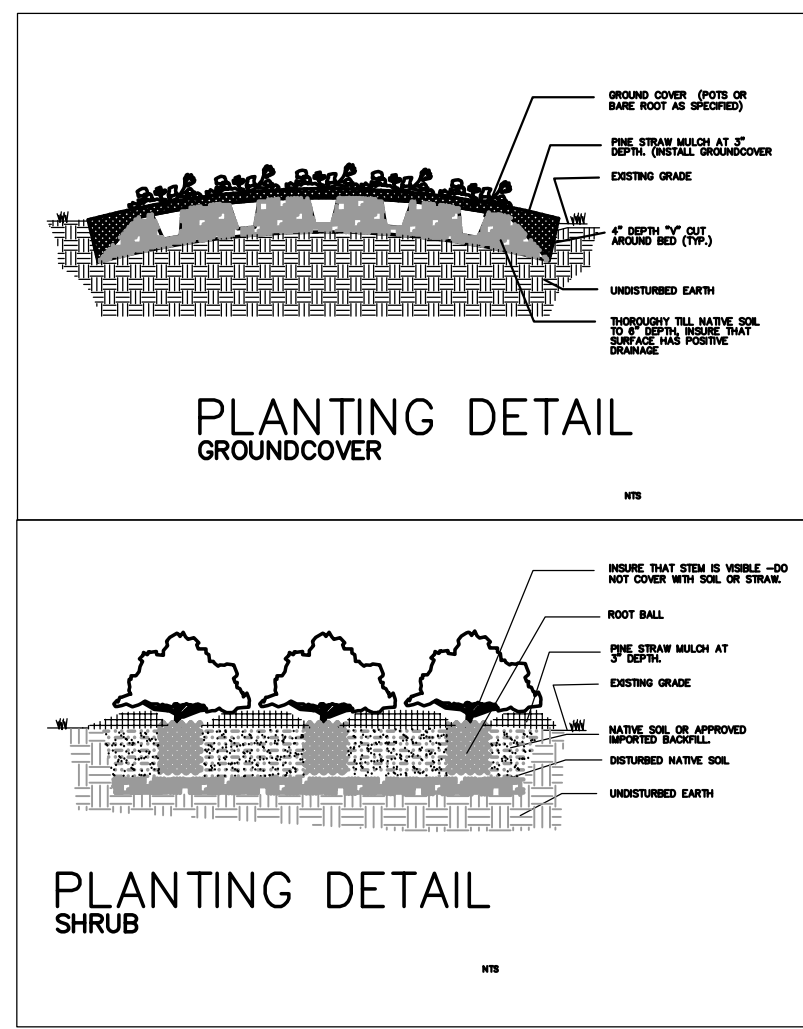 GROUND COVER (POTS OR
BARE ROOT AS SPECIFIED)
PINE STRAW MULCH AT 3"
DEPTH. (INSTALL GROUNDCOVER
EXISTING GRADE
4" DEPTH "V" CUT
AROUND BED (TYP.)
UNDISTURBED EARTH
THOROUGHY TILL NATIVE SOIL
TO 6" DEPTH, INSURE THAT
SURFACE HAS POSITIVE
DRAINAGE
PLANTING DETAIL
GROUNDCOVER
NTS
INSURE THAT STEM IS VISIBLE -DO
NOT COVER WITH SOIL OR STRAW.
ROOT BALL
PINE STRAW MULCH AT
3" DEPTH.
EXISTING GRADE
NATIVE SOIL OR APPROVED
IMPORTED BACKFILL.
DISTURBED NATIVE SOIL
UNDISTURBED EARTH
PLANTING DETAIL
SHRUB
NTS